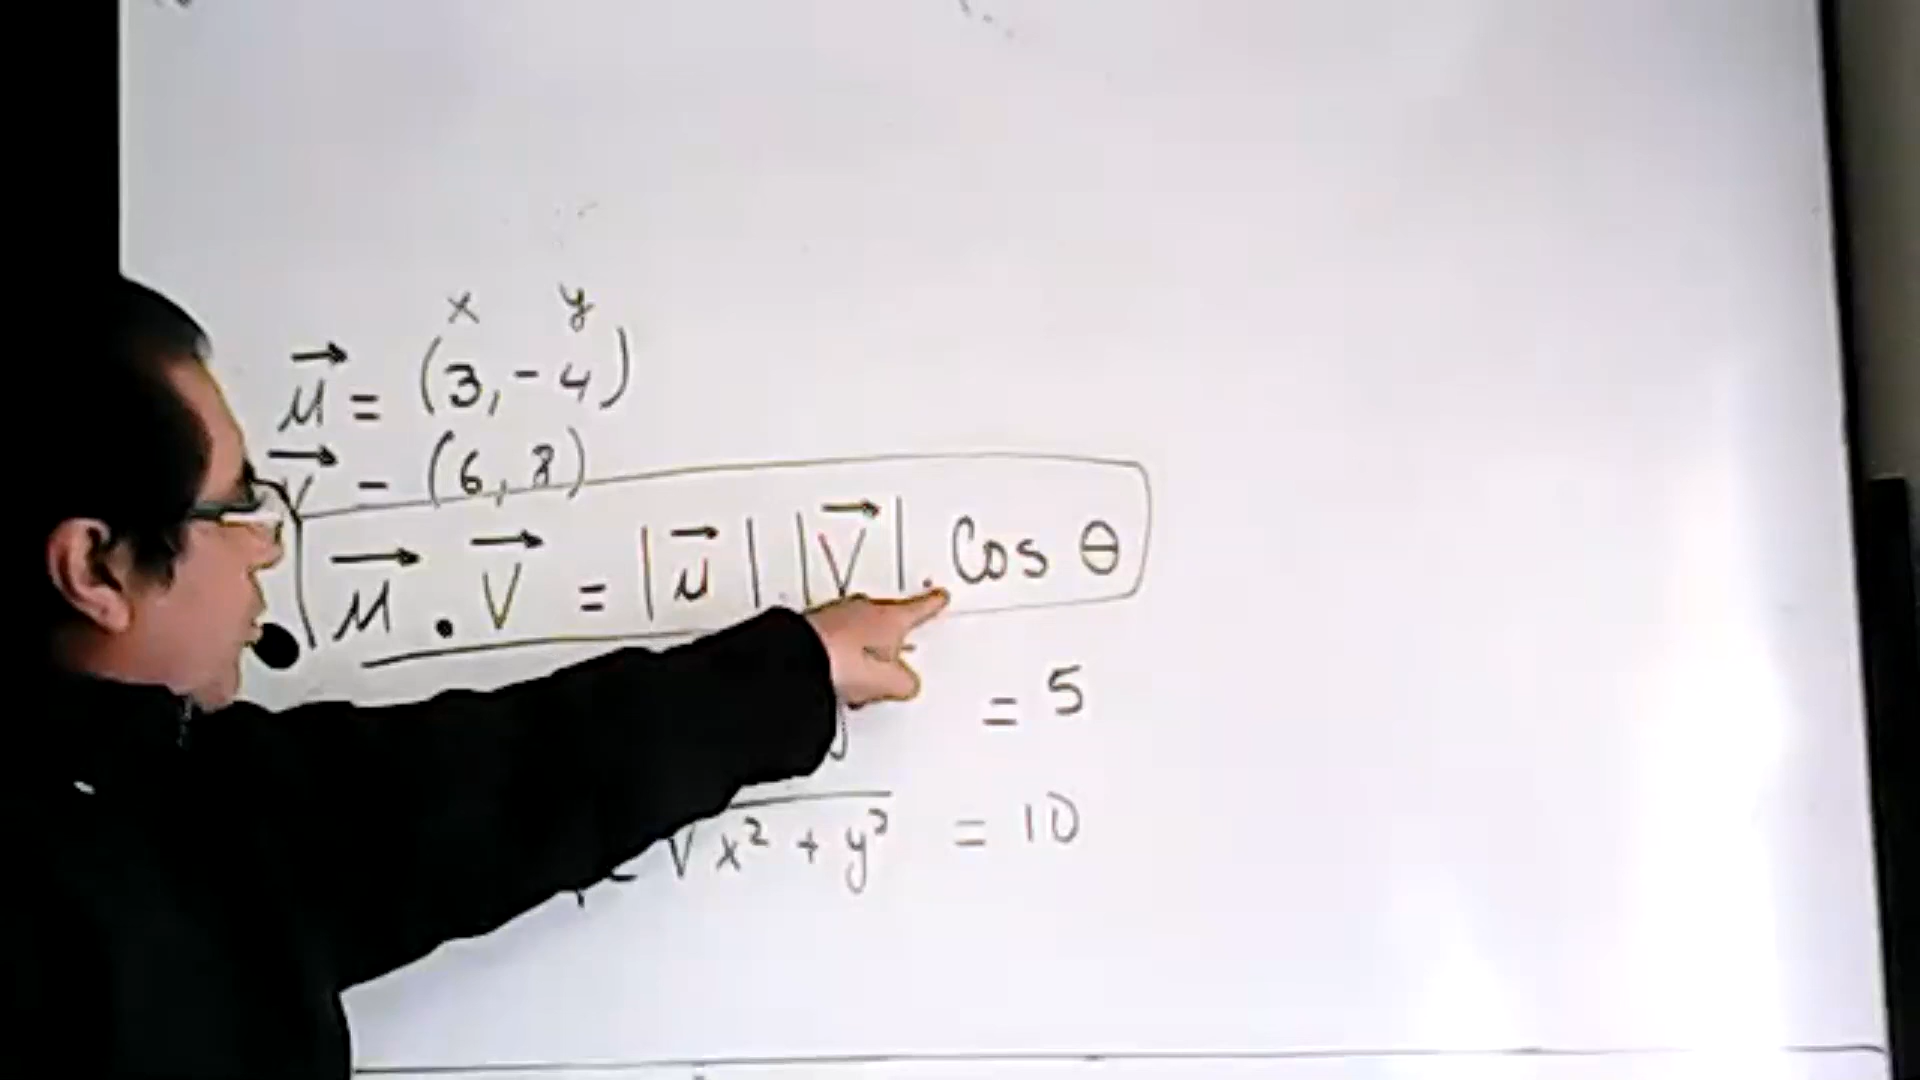 x y
μ⃗ = (3, -4)
V⃗ = (6, 8)
μ⃗ . V⃗ = |μ⃗| |V⃗| . Cos θ
= 5
√x² + y² = 10